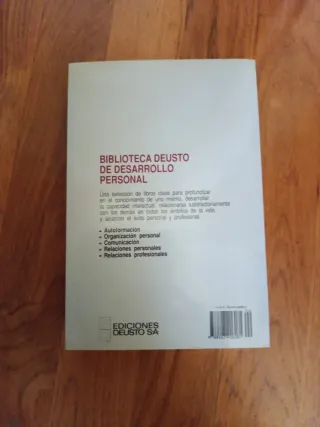 BIBLIOTECA DEUSTO
DE DESARROLLO
PERSONAL
Una selección de libros claves para profundizar
en el conocimiento de uno mismo, desarrollar
la capacidad intelectual, relacionarse satisfactoriamente
con los demás en todos los ámbitos de la vida
y alcanzar el éxito personal y profesional.
• Autoformación
• Organización personal
• Comunicación
• Relaciones personales
• Relaciones profesionales
EDICIONES
DEUSTO SA